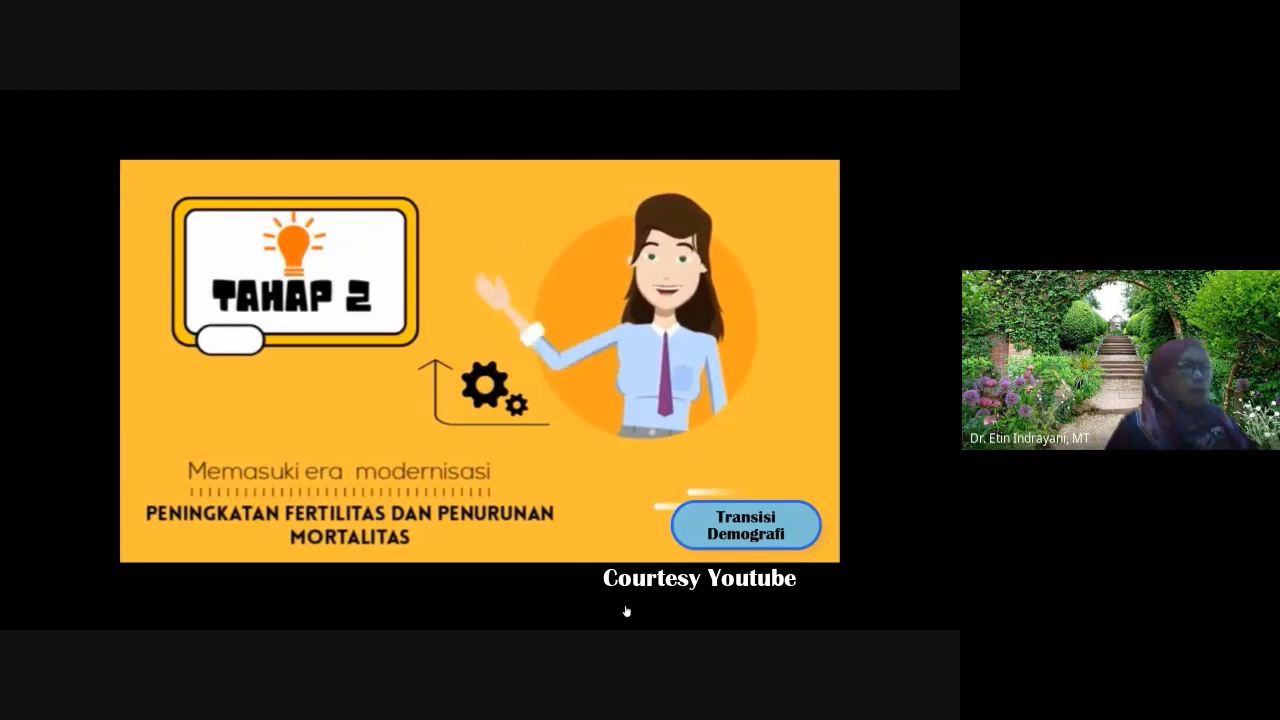 TAHAP 2
Memasuki era modernisasi
PENINGKATAN FERTILITAS DAN PENURUNAN
MORTALITAS
Transisi
Demografi
Courtesy Youtube
Dr. Etin Indrayani, MT